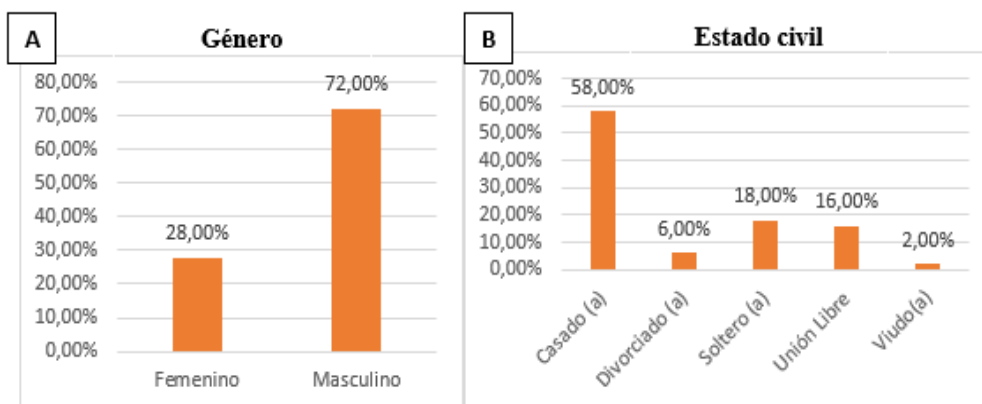 A
Género
80,00%
70,00%
60,00%
50,00%
40,00%
30,00%
20,00%
10,00%
0,00%
28,00%
72,00%
Femenino
Masculino
B
Estado civil
70,00%
60,00%
50,00%
40,00%
30,00%
20,00%
10,00%
0,00%
58,00%
6,00%
18,00%
16,00%
2,00%
Casado (a)
Divorciado (a)
Soltero (a)
Unión Libre
Viudo(a)